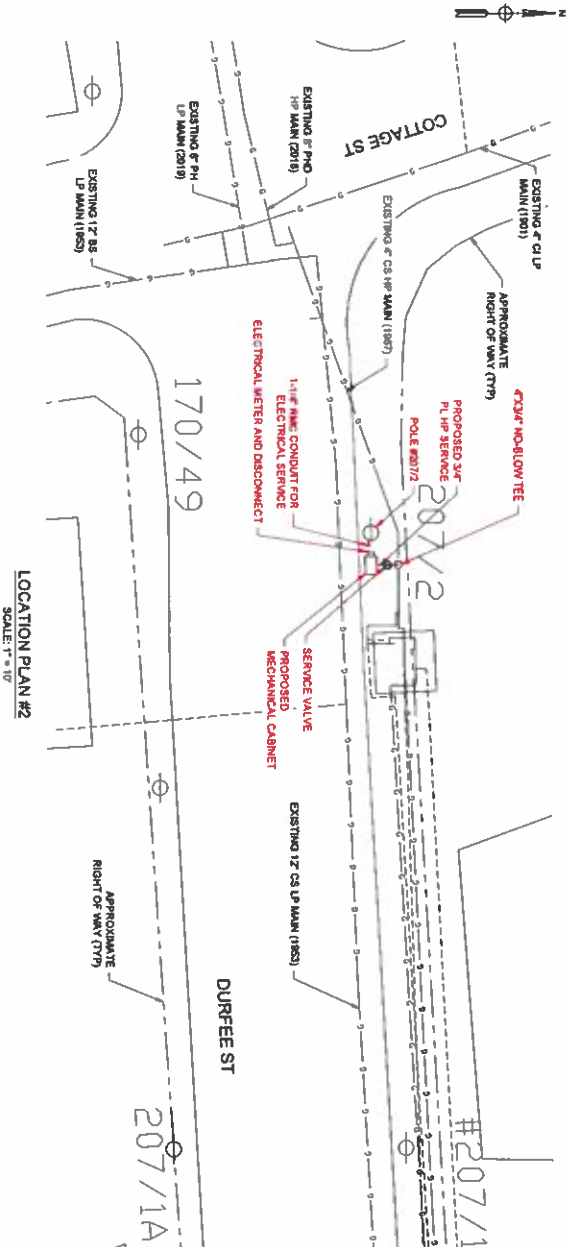 N
COTTAGE ST
EXISTING 4" CI LP
MAIN (1901)
APPROXIMATE
RIGHT OF WAY (TYP)
EXISTING 8" PHO
HP MAIN (2018)
EXISTING 6" PH
LP MAIN (2019)
EXISTING 12" BS
LP MAIN (1953)
EXISTING 4" CS HP MAIN (1987)
4"X3/4" NO-BLOW TEE
PROPOSED 3/4"
PL HP SERVICE
POLE #207/2
207/2
1-1/4" RMC CONDUIT FOR
ELECTRICAL SERVICE
ELECTRICAL METER AND DISCONNECT
SERVICE VALVE
PROPOSED
MECHANICAL CABINET
170/49
EXISTING 12" CS LP MAIN (1953)
DURFEE ST
APPROXIMATE
RIGHT OF WAY (TYP)
#207/1
207/1A
LOCATION PLAN #2
SCALE: 1" = 10'